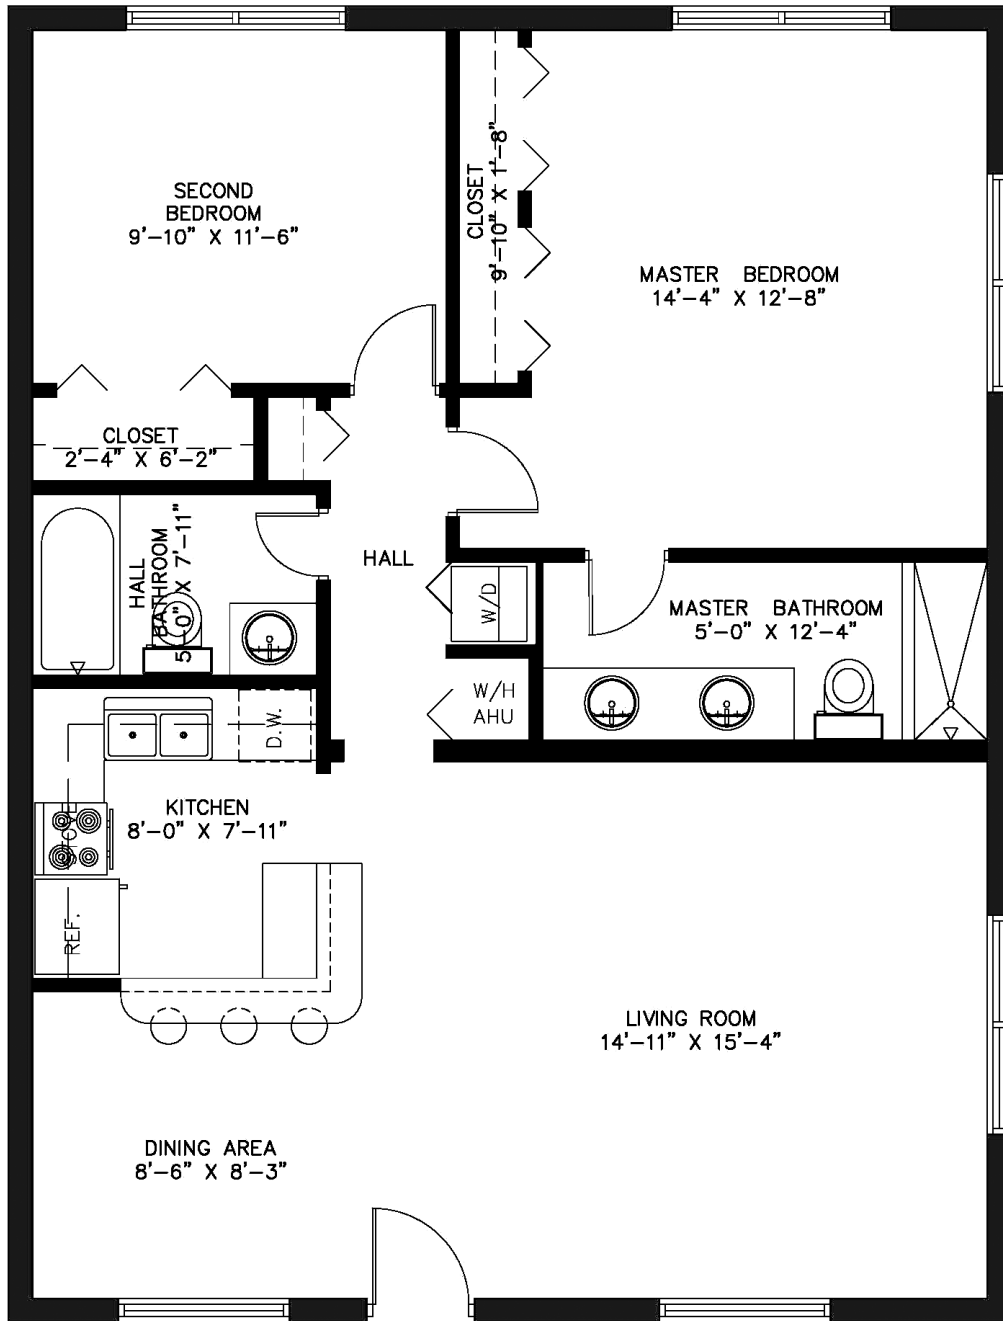 SECOND
BEDROOM
9'-10" X 11'-6"
CLOSET
9'-10" X 1'-8"
MASTER BEDROOM
14'-4" X 12'-8"
CLOSET
2'-4" X 6'-2"
HALL
BATHROOM
5'-0" X 7'-11"
HALL
W/D
MASTER BATHROOM
5'-0" X 12'-4"
W/H
AHU
D.W.
KITCHEN
8'-0" X 7'-11"
REF.
LIVING ROOM
14'-11" X 15'-4"
DINING AREA
8'-6" X 8'-3"